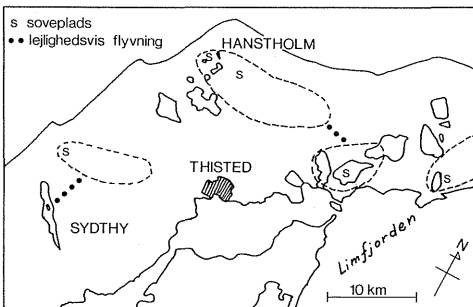 s soveplads
•• lejlighedsvis flyvning
HANSTHOLM
s
s
s
THISTED
s
s
SYDTHY
Limfjorden
N
10 km